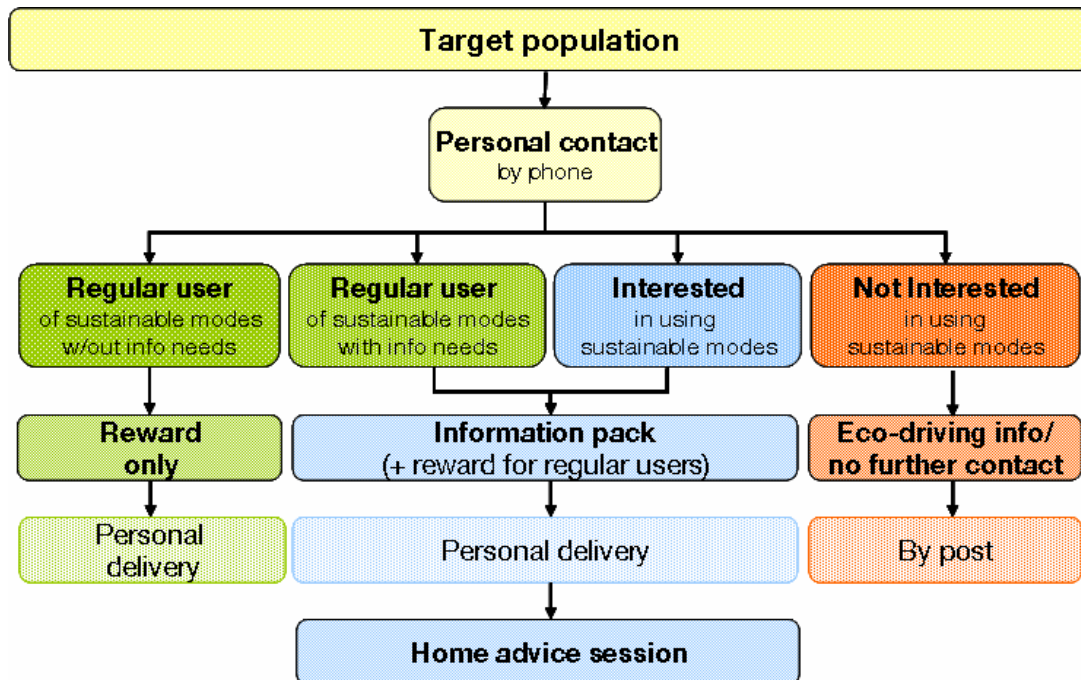 Target population
Personal contact
by phone
Regular user
of sustainable modes
w/out info needs
Regular user
of sustainable modes
with info needs
Interested
in using
sustainable modes
Not Interested
in using
sustainable modes
Reward
only
Information pack
(+ reward for regular users)
Eco-driving info/
no further contact
Personal
delivery
Personal delivery
By post
Home advice session